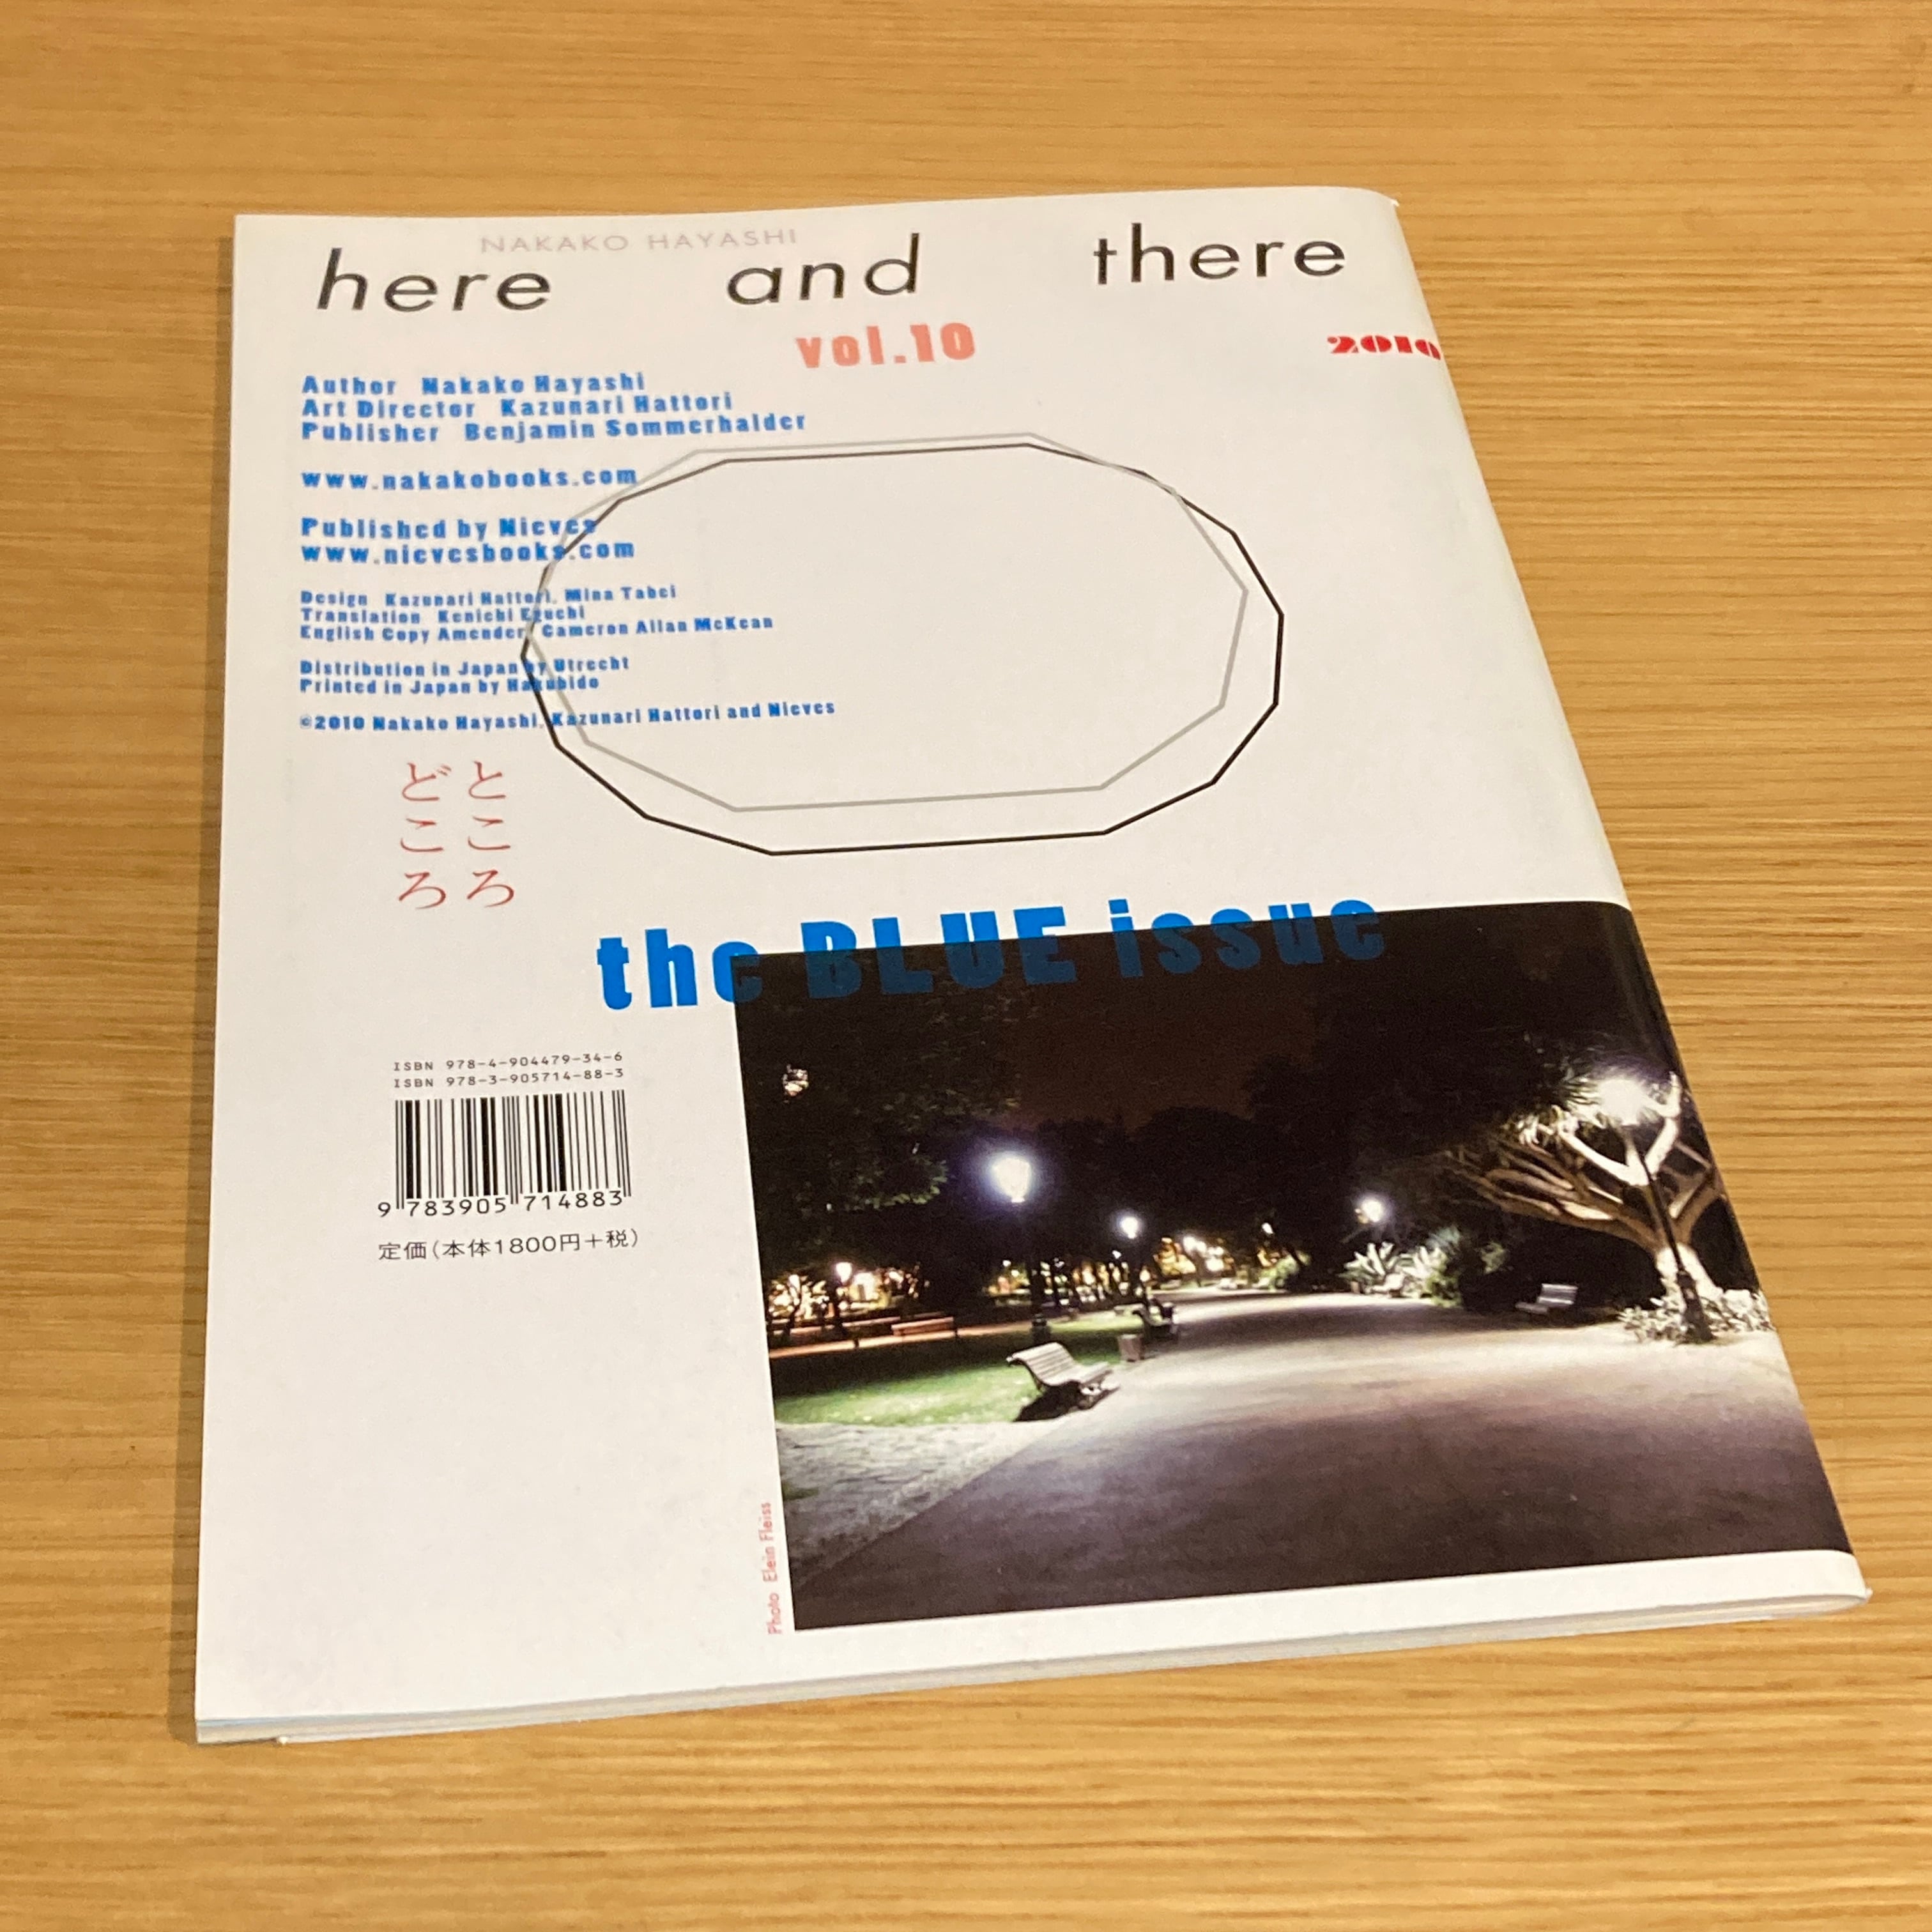 NAKAKO HAYASHI
here and there
vol.10
2010
Author Nakako Hayashi
Art Director Kazunari Hattori
Publisher Benjamin Sommerhalder
www.nakakobooks.com
Published by Nieves
www.nievesbooks.com
Design Kazunari Hattori, Mina Tabei
Translation Kenichi Eguchi
English Copy Amender Cameron Allan McKean
Distribution in Japan by Utrecht
Printed in Japan by Hakubido
©2010 Nakako Hayashi, Kazunari Hattori and Nieves
ところ
どころ
the BLUE issue
ISBN 978-4-904479-34-6
ISBN 978-3-905714-88-3
9 783905 714883
定価(本体1800円+税)
Photo Elein Fleiss